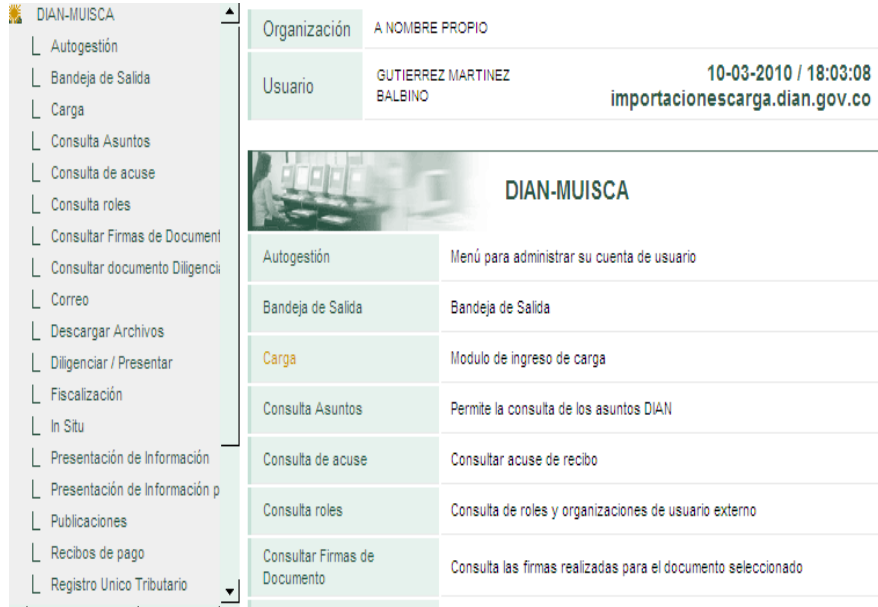 DIAN-MUISCA
Autogestión
Bandeja de Salida
Carga
Consulta Asuntos
Consulta de acuse
Consulta roles
Consultar Firmas de Document
Consultar documento Diligencia
Correo
Descargar Archivos
Diligenciar / Presentar
Fiscalización
In Situ
Presentación de Información
Presentación de Información p
Publicaciones
Recibos de pago
Registro Unico Tributario
Organización A NOMBRE PROPIO
Usuario GUTIERREZ MARTINEZ
BALBINO
10-03-2010 / 18:03:08
importacionescarga.dian.gov.co
DIAN-MUISCA
Autogestión Menú para administrar su cuenta de usuario
Bandeja de Salida Bandeja de Salida
Carga Modulo de ingreso de carga
Consulta Asuntos Permite la consulta de los asuntos DIAN
Consulta de acuse Consultar acuse de recibo
Consulta roles Consulta de roles y organizaciones de usuario externo
Consultar Firmas de
Documento Consulta las firmas realizadas para el documento seleccionado